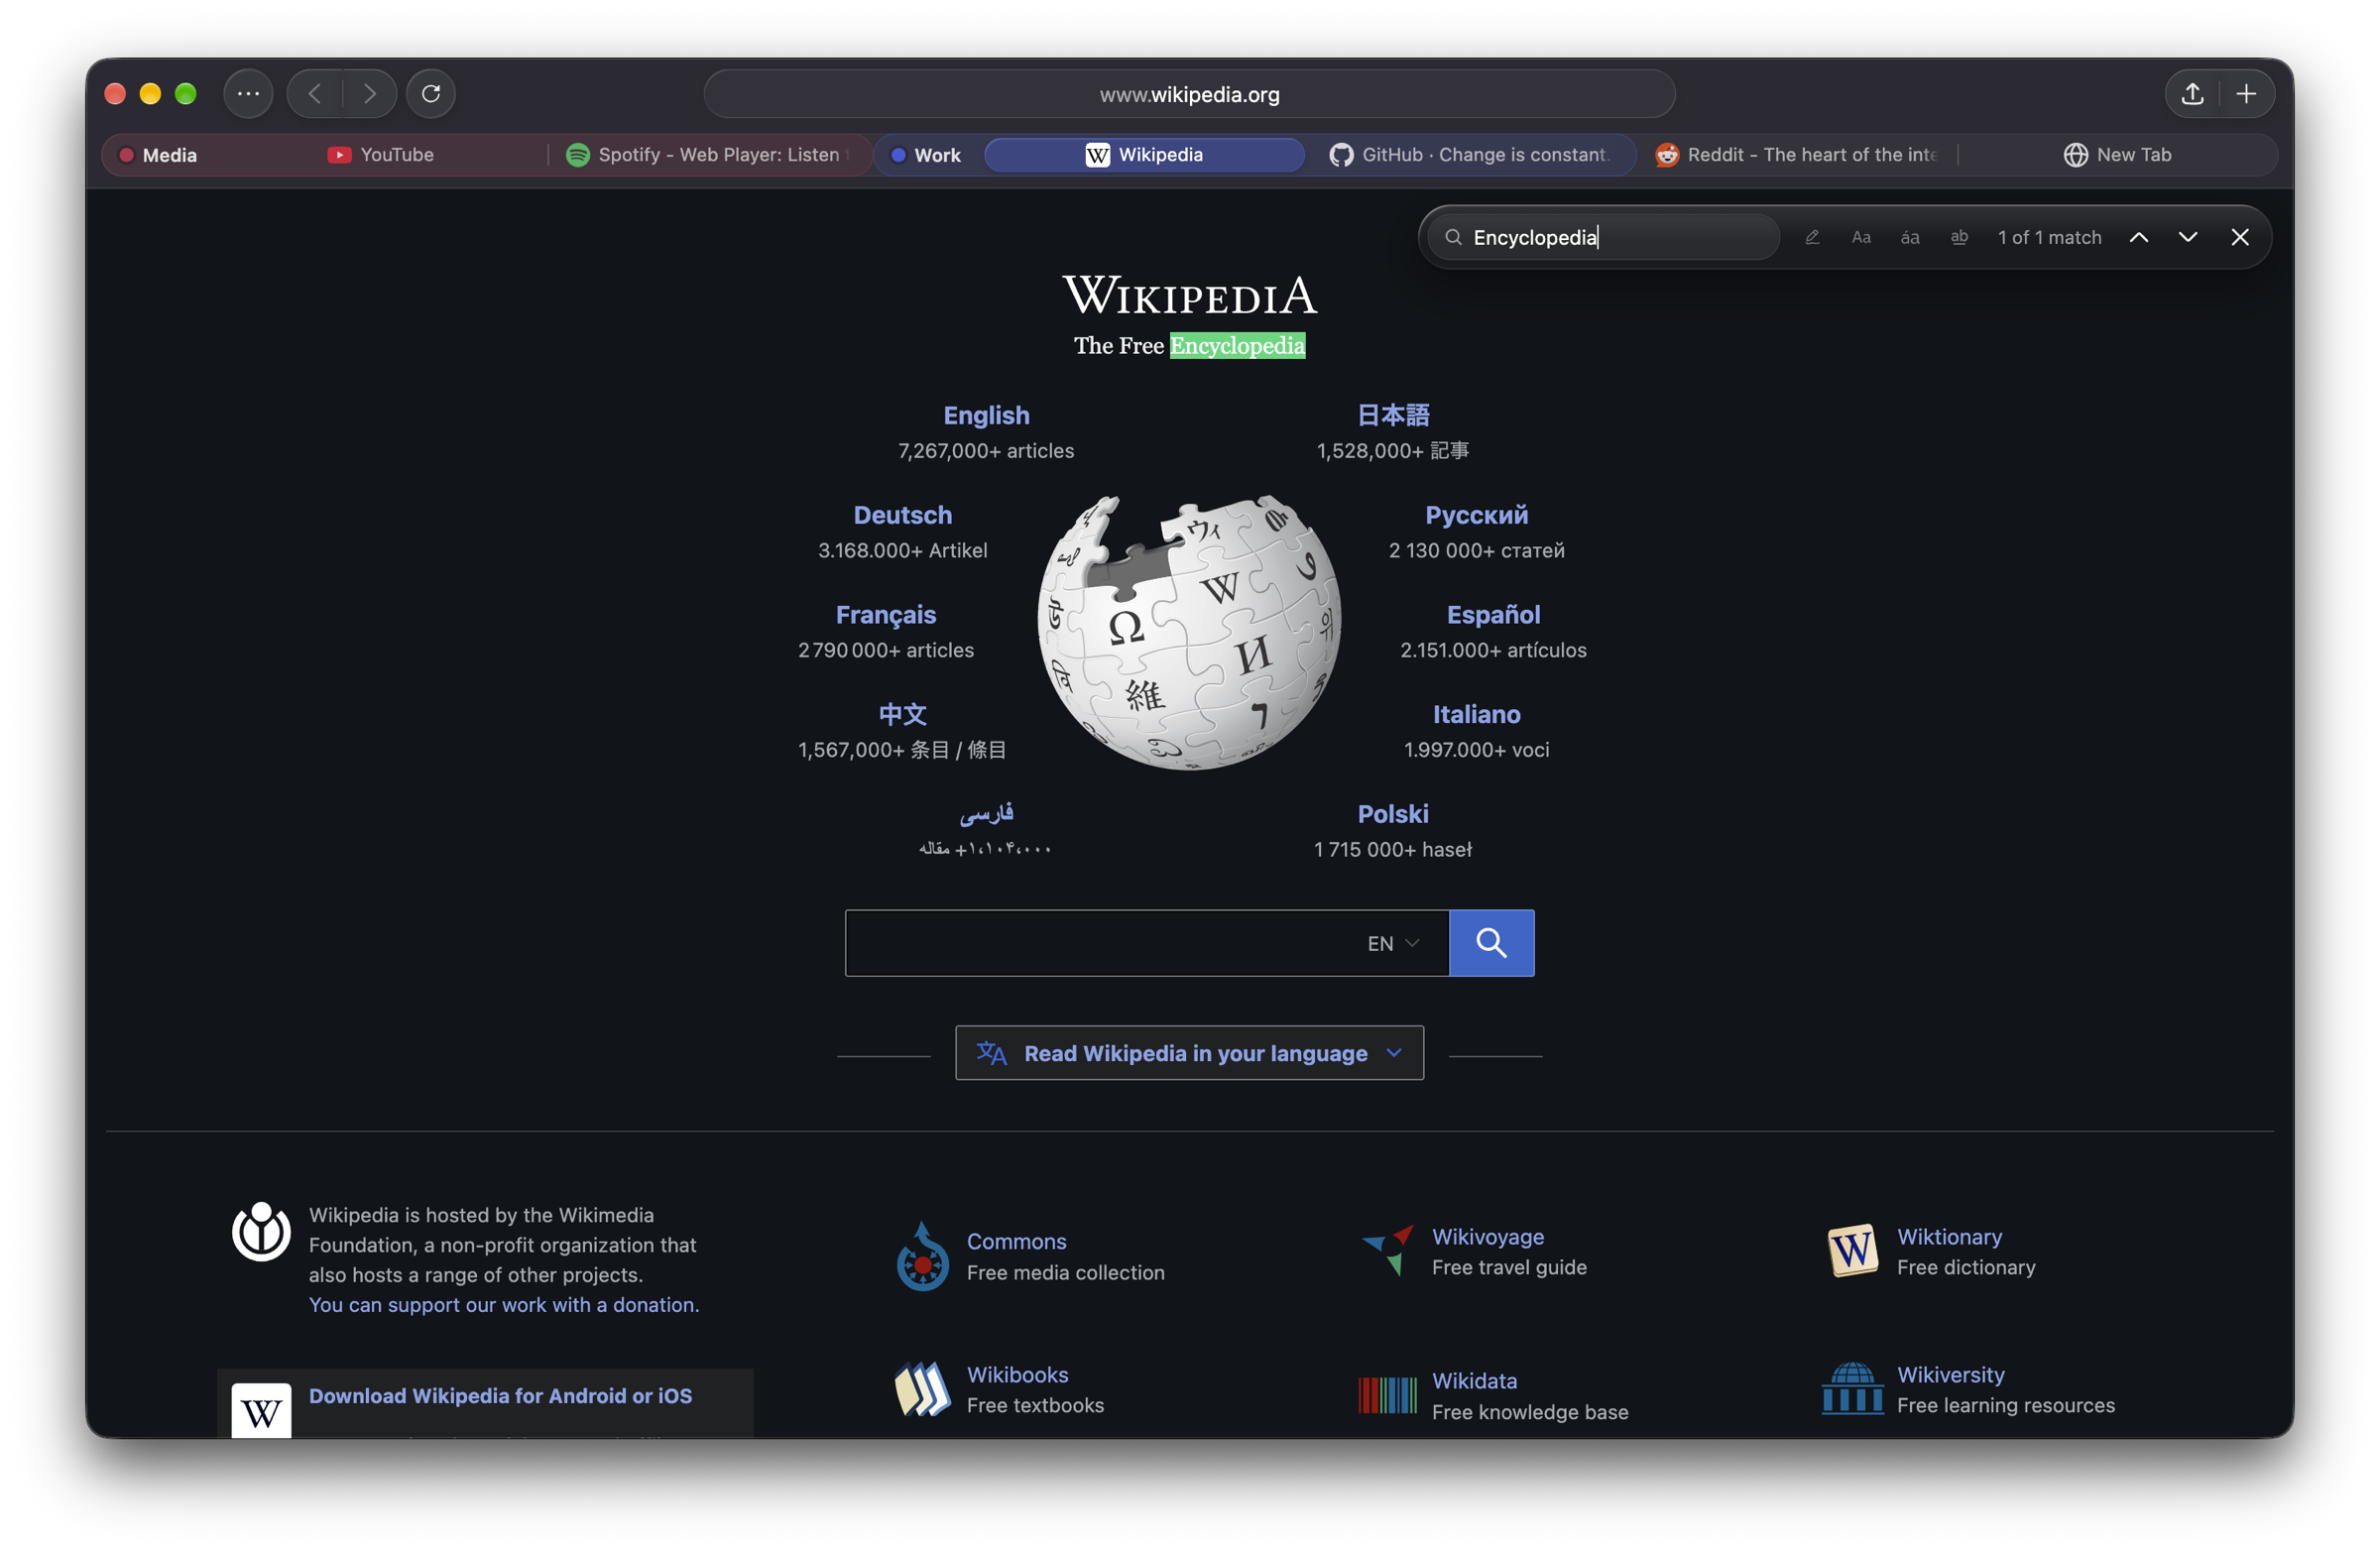 www.wikipedia.org
Media
YouTube
Spotify - Web Player: Listen
Work
Wikipedia
GitHub · Change is constant.
Reddit - The heart of the inte
New Tab
Encyclopedia
Aa
áa
ab
1 of 1 match
WIKIPEDIA
The Free Encyclopedia
English
7,267,000+ articles
日本語
1,528,000+ 記事
Deutsch
3.168.000+ Artikel
Русский
2 130 000+ статей
Français
2 790 000+ articles
Español
2.151.000+ artículos
中文
1,567,000+ 条目 / 條目
Italiano
1.997.000+ voci
فارسی
۱٬۱۰۴٬۰۰۰+ مقاله
Polski
1 715 000+ haseł
Ω
W
И
維
ウィ
EN
Read Wikipedia in your language
Wikipedia is hosted by the Wikimedia
Foundation, a non-profit organization that
also hosts a range of other projects.
You can support our work with a donation.
Download Wikipedia for Android or iOS
W
Commons
Free media collection
Wikivoyage
Free travel guide
W
Wiktionary
Free dictionary
Wikibooks
Free textbooks
Wikidata
Free knowledge base
Wikiversity
Free learning resources